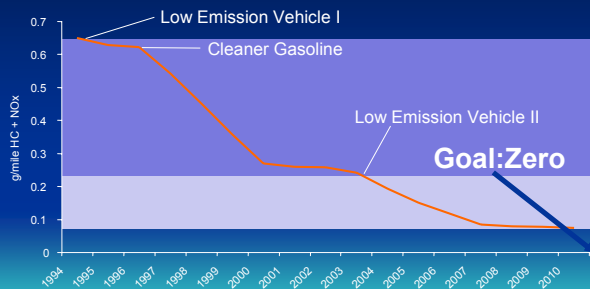 0.7
Low Emission Vehicle I
0.6
Cleaner Gasoline
0.5
g/mile HC + NOx
0.4
Low Emission Vehicle II
0.3
Goal:Zero
0.2
0.1
0
1994 1995 1996 1997 1998 1999 2000 2001 2002 2003 2004 2005 2006 2007 2008 2009 2010